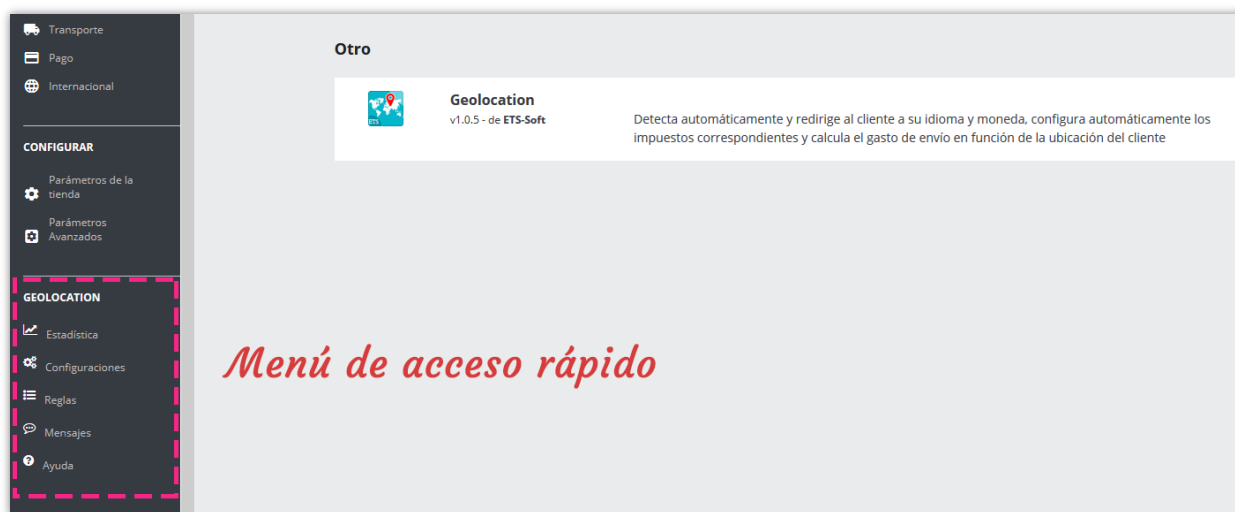 Transporte
Pago
Internacional
CONFIGURAR
Parámetros de la
tienda
Parámetros
Avanzados
GEOLOCATION
Estadística
Configuraciones
Reglas
Mensajes
Ayuda
Otro
ETS
Geolocation
v1.0.5 - de ETS-Soft
Detecta automáticamente y redirige al cliente a su idioma y moneda, configura automáticamente los
impuestos correspondientes y calcula el gasto de envío en función de la ubicación del cliente
Menú de acceso rápido